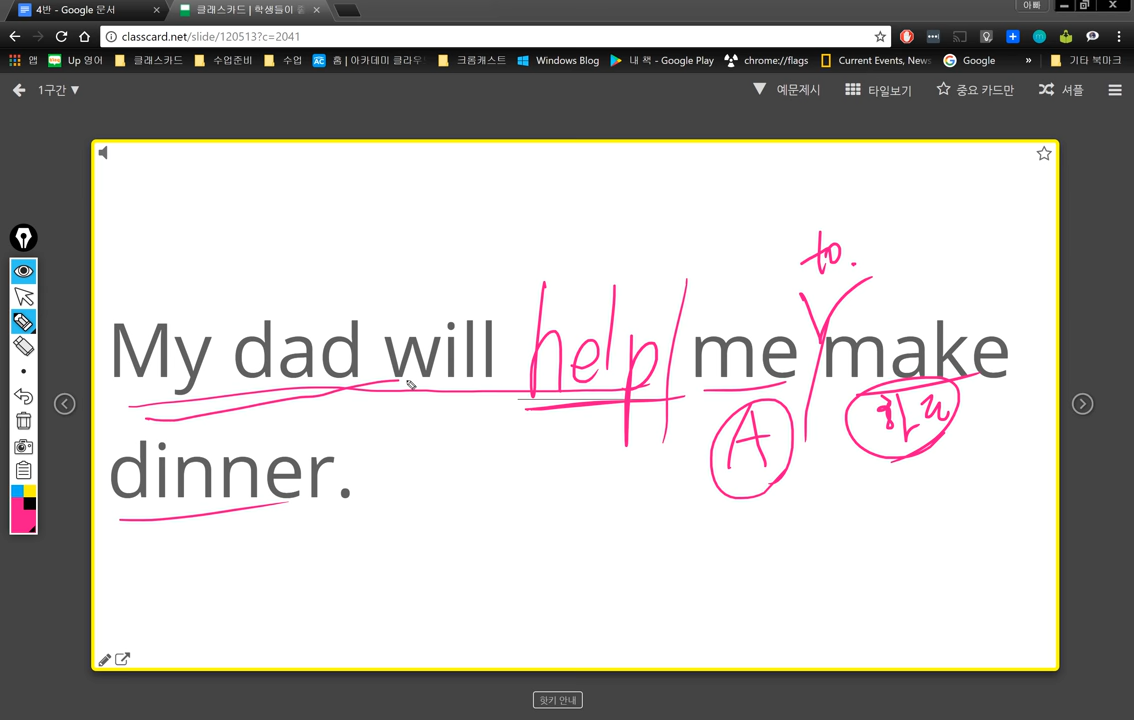 4반 - Google 문서
클래스카드 | 학생들이 즐
아빠
classcard.net/slide/120513?c=2041
앱 Up 영어 클래스카드 수업준비 수업 AC 홈 | 아카데미 클라우 크롬캐스트 Windows Blog 내 책 - Google Play chrome://flags Current Events, News Google » 기타 북마크
1구간 ▼ ▼ 예문제시 타일보기 중요 카드만 셔플
to.
My dad will help me make
A
dinner.
핫키 안내